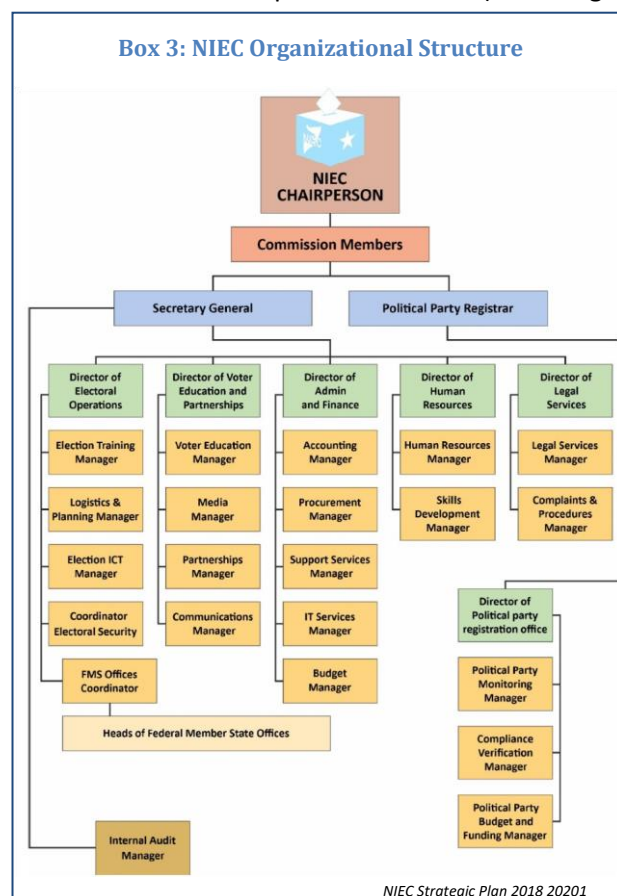 Box 3: NIEC Organizational Structure
NIEC
CHAIRPERSON
Commission Members
Secretary General
Political Party Registrar
Director of
Electoral
Operations
Director of Voter
Education and
Partnerships
Director of
Admin
and Finance
Director of
Human
Resources
Director of
Legal
Services
Election Training
Manager
Voter Education
Manager
Accounting
Manager
Human Resources
Manager
Legal Services
Manager
Logistics &
Planning Manager
Media
Manager
Procurement
Manager
Skills
Development
Manager
Complaints &
Procedures
Manager
Election ICT
Manager
Partnerships
Manager
Support Services
Manager
Coordinator
Electoral Security
Communications
Manager
IT Services
Manager
Director of
Political party
registration office
FMS Offices
Coordinator
Budget
Manager
Political Party
Monitoring
Manager
Heads of Federal Member State Offices
Compliance
Verification
Manager
Political Party
Budget and
Funding Manager
Internal Audit
Manager
NIEC Strategic Plan 2018 20201